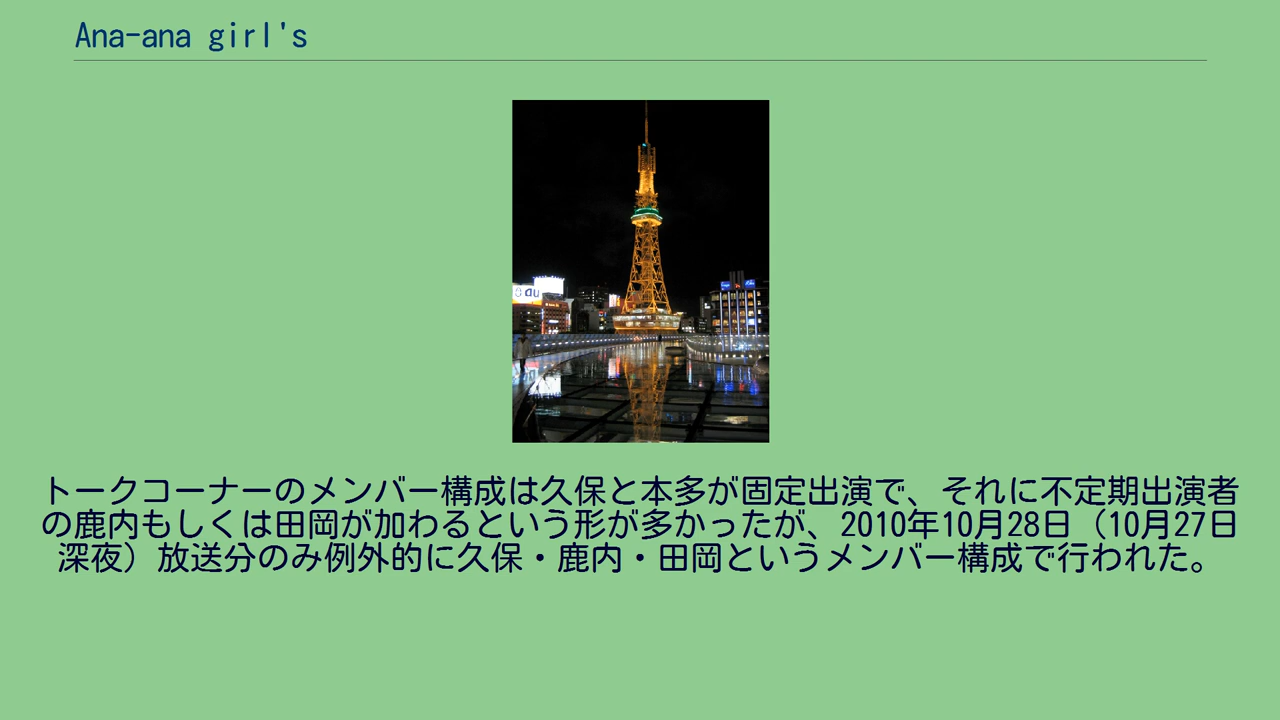 Ana-ana girl's
au
トークコーナーのメンバー構成は久保と本多が固定出演で、それに不定期出演者
の鹿内もしくは田岡が加わるという形が多かったが、2010年10月28日（10月27日
深夜）放送分のみ例外的に久保・鹿内・田岡というメンバー構成で行われた。